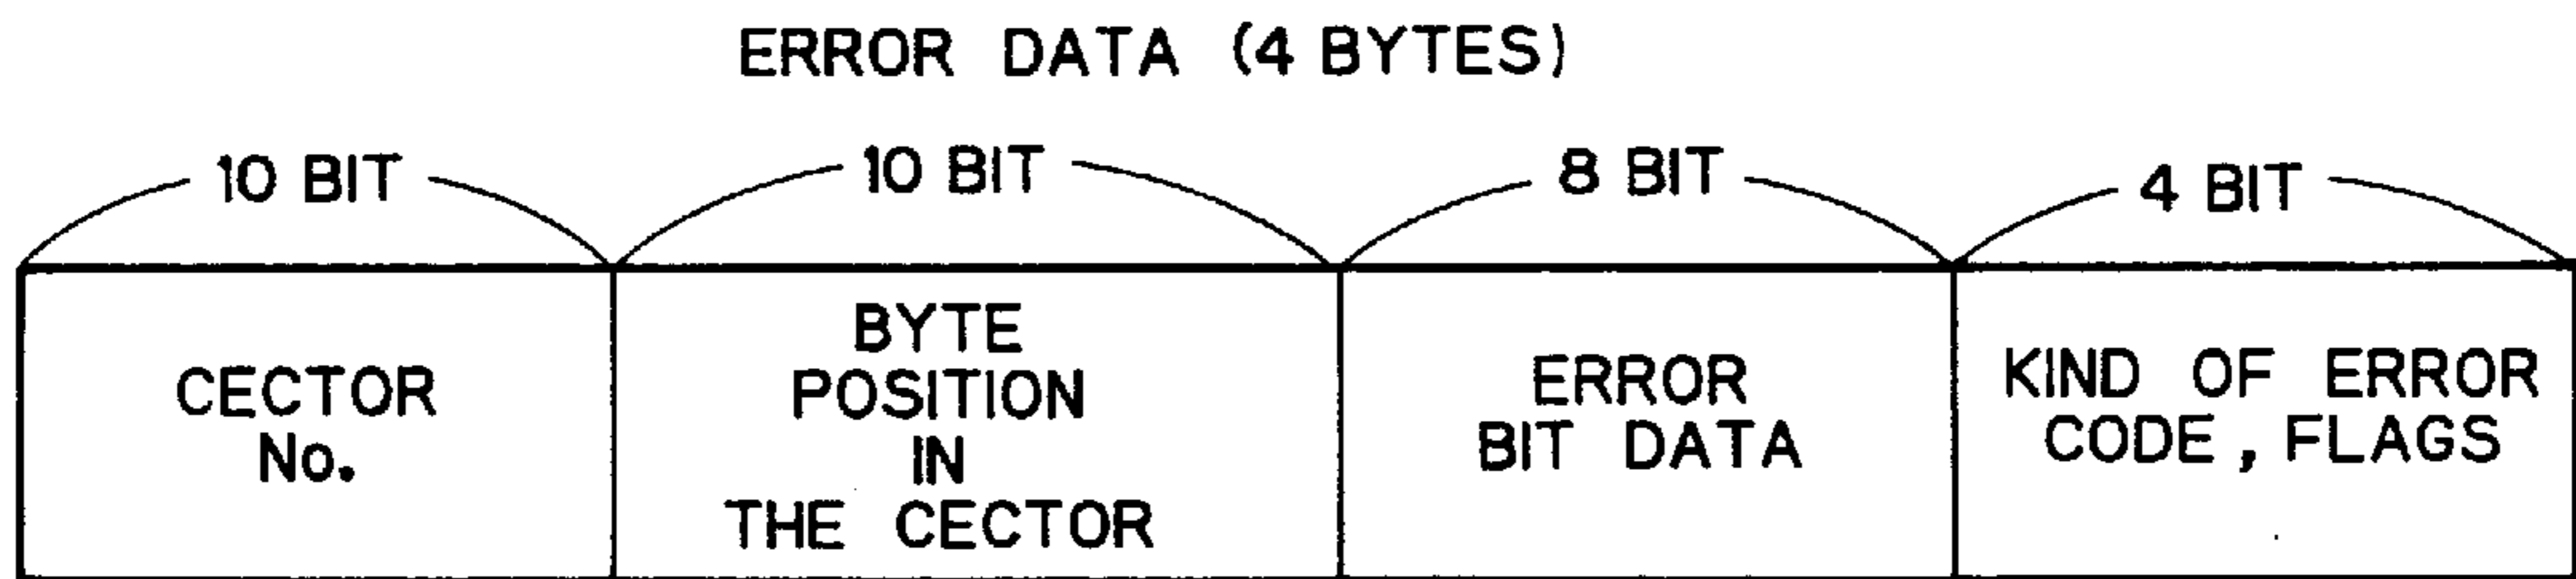 ERROR DATA (4 BYTES)
10 BIT
10 BIT
8 BIT
4 BIT
CECTOR
No.
BYTE
POSITION
IN
THE CECTOR
ERROR
BIT DATA
KIND OF ERROR
CODE, FLAGS